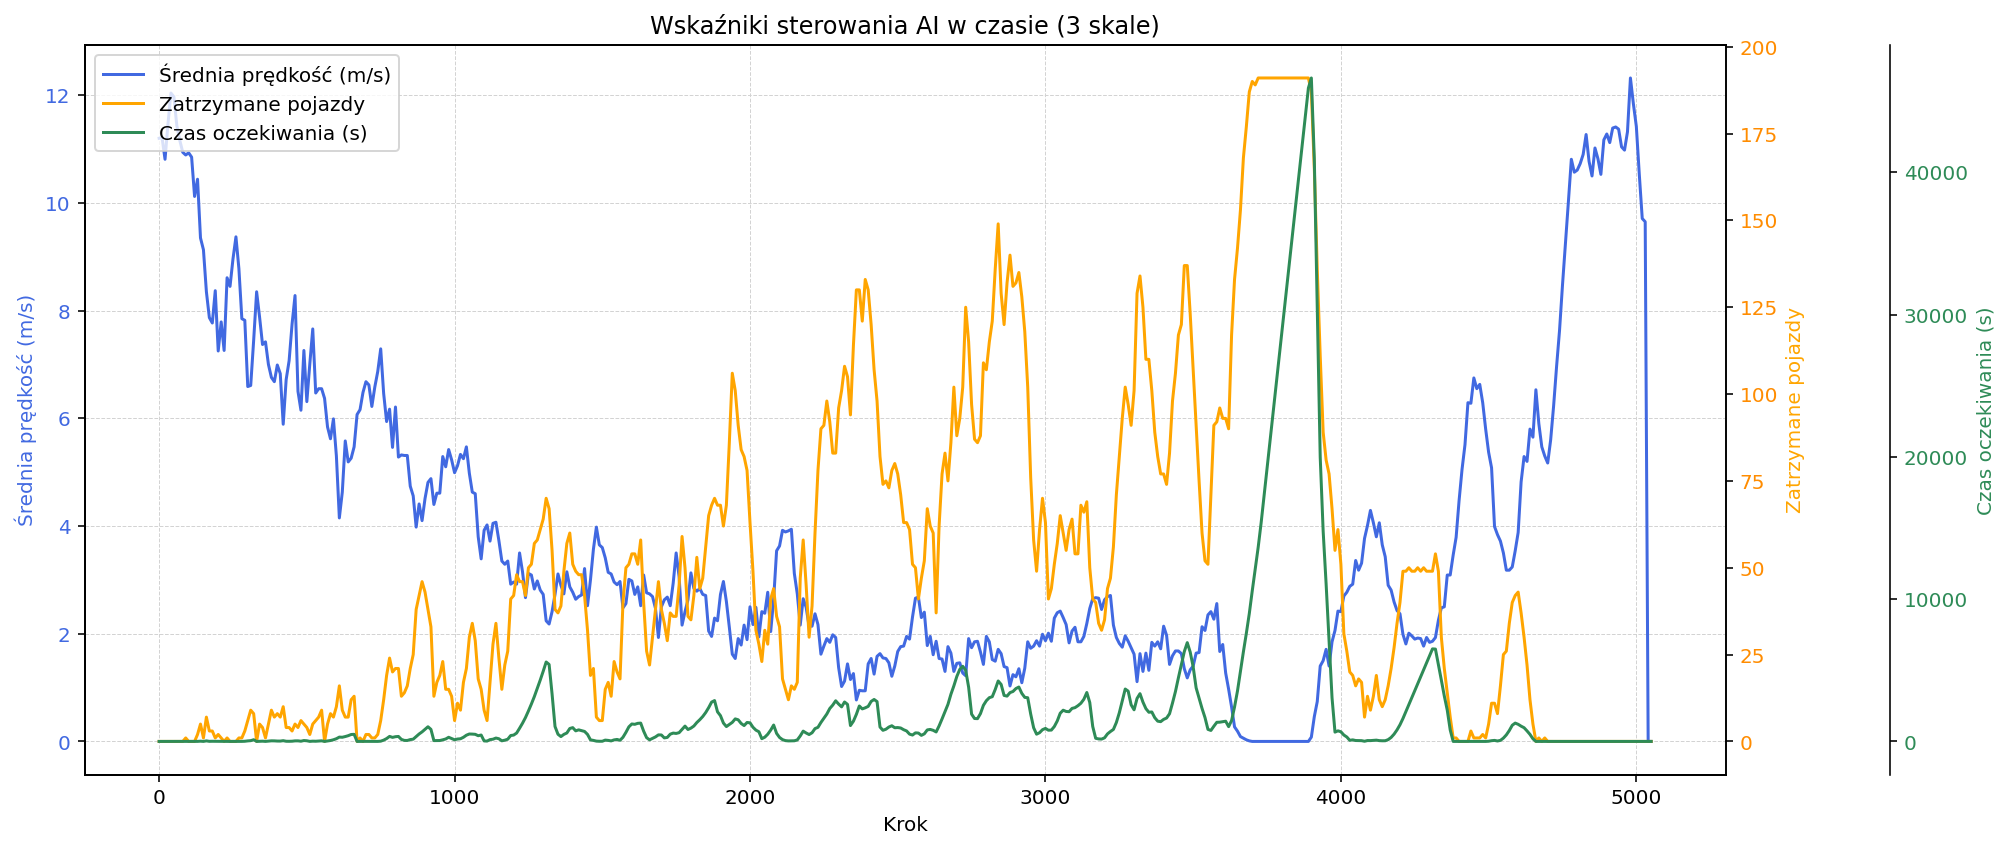 Wskaźniki sterowania AI w czasie (3 skale)
Średnia prędkość (m/s)
Zatrzymane pojazdy
Czas oczekiwania (s)
Średnia prędkość (m/s)
12
10
8
6
4
2
0
200
175
150
125
100
75
50
25
0
Zatrzymane pojazdy
40000
30000
20000
10000
0
Czas oczekiwania (s)
0 1000 2000 3000 4000 5000
Krok